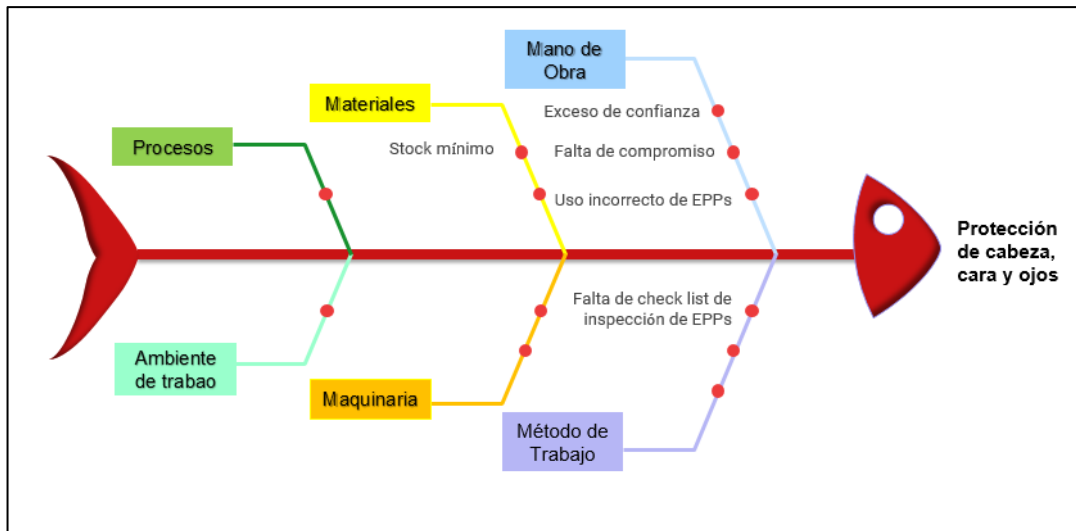 Mano de
Obra
Materiales
Exceso de confianza
Procesos
Stock mínimo
Falta de compromiso
Uso incorrecto de EPPs
Protección
de cabeza,
cara y ojos
Falta de check list de
inspección de EPPs
Ambiente
de trabao
Maquinaria
Método de
Trabajo